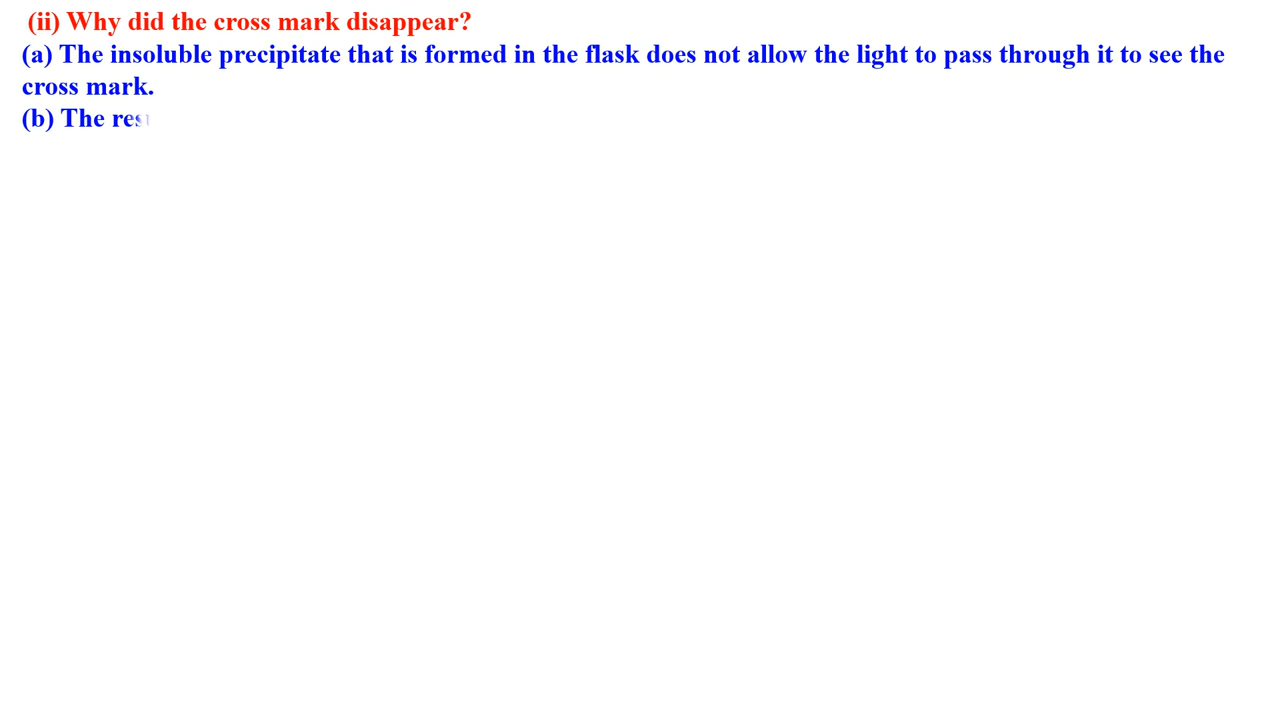 (ii) Why did the cross mark disappear?
(a) The insoluble precipitate that is formed in the flask does not allow the light to pass through it to see the
cross mark.
(b) The